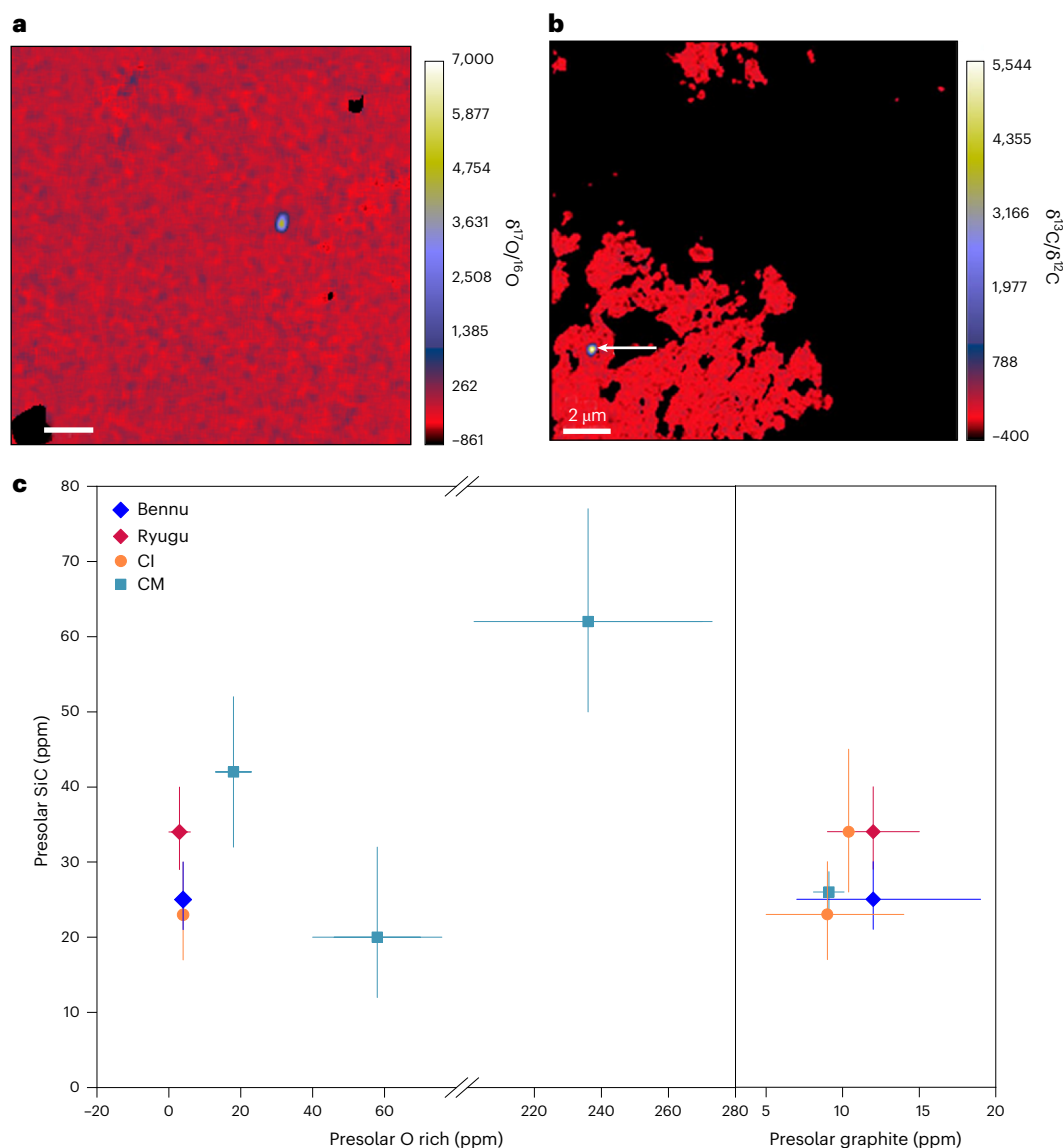 a
7,000
5,877
4,754
3,631
2,508
1,385
262
–861
δ¹⁷O/¹⁶O
b
5,544
4,355
3,166
1,977
788
–400
δ¹³C/δ¹²C
2 μm
c
80
70
60
50
40
30
20
10
0
Presolar SiC (ppm)
Bennu
Ryugu
CI
CM
–20 0 20 40 60 220 240 260 280 5 10 15 20
Presolar O rich (ppm) Presolar graphite (ppm)